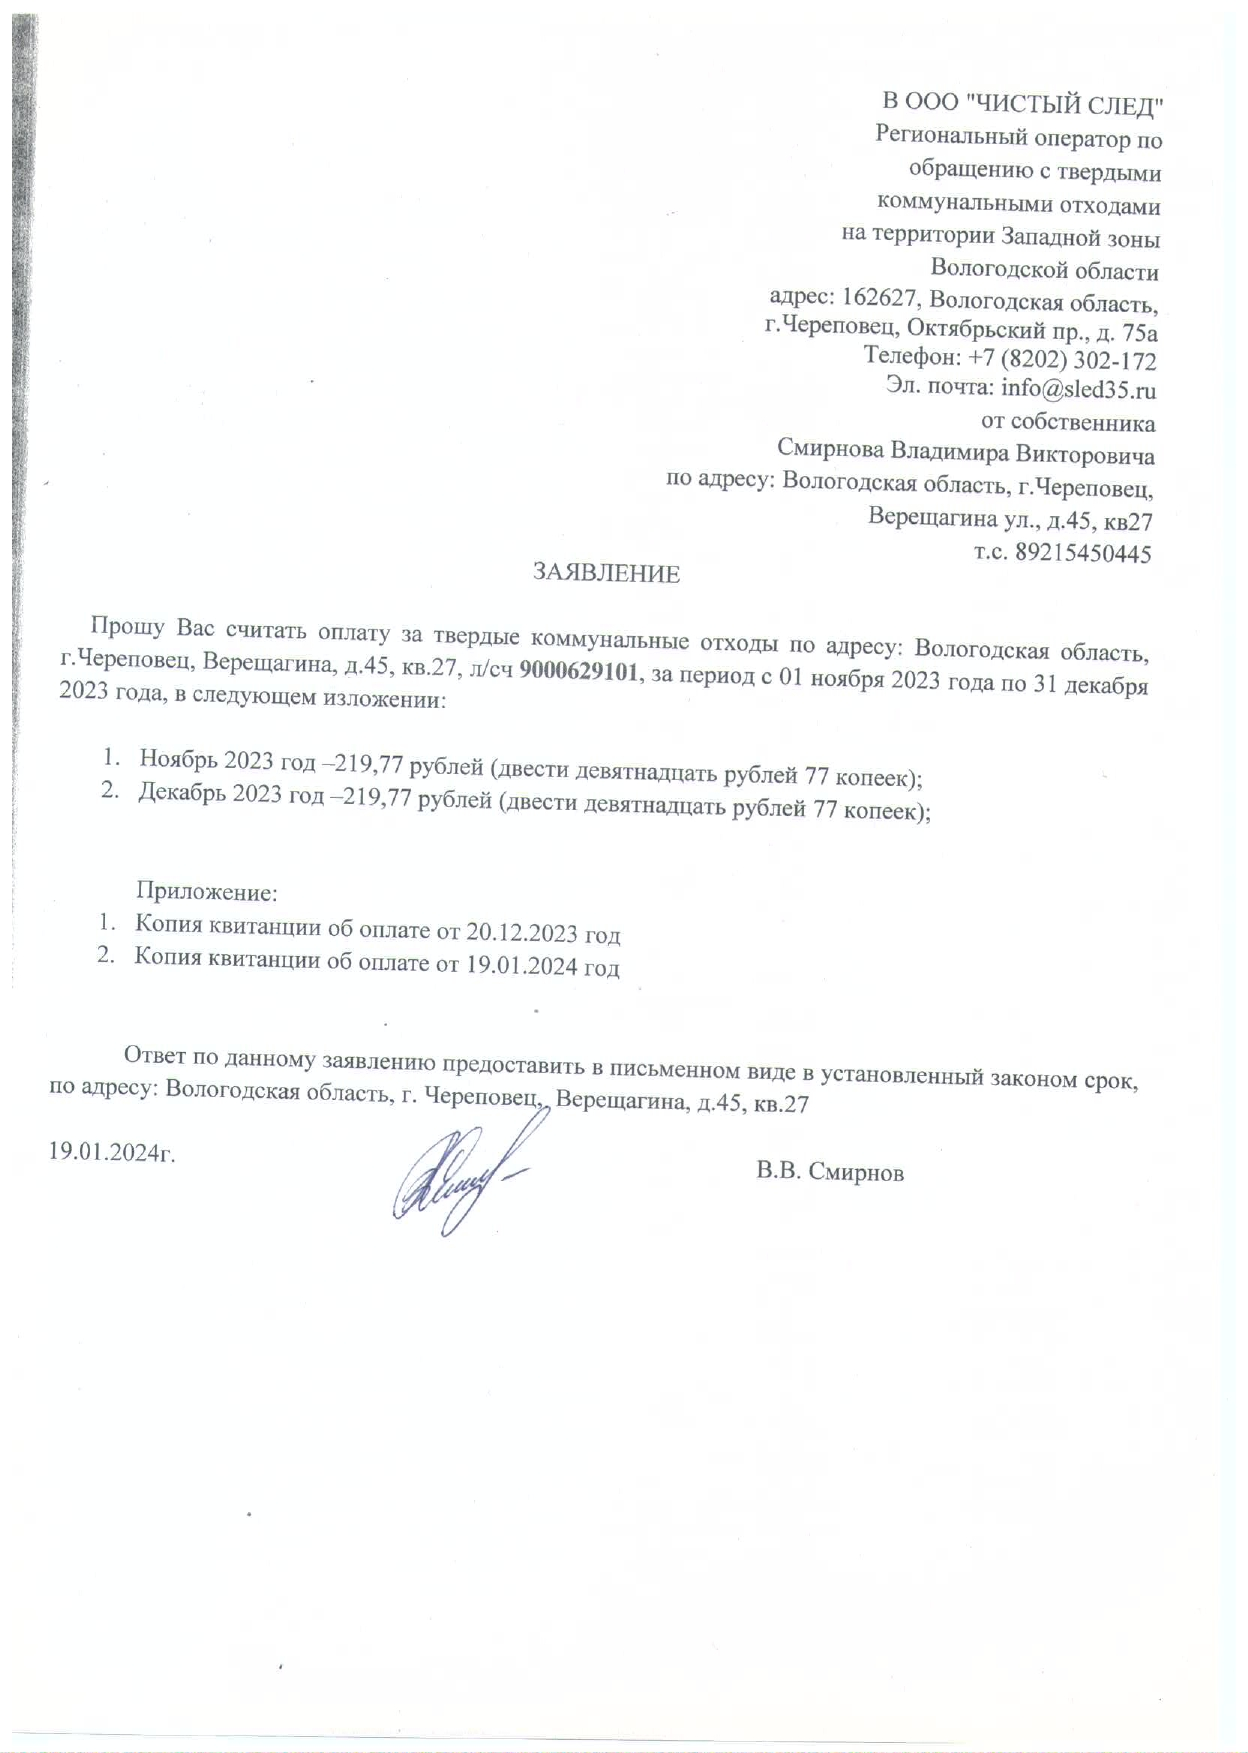 В ООО "ЧИСТЫЙ СЛЕД"
Региональный оператор по
обращению с твердыми
коммунальными отходами
на территории Западной зоны
Вологодской области
адрес: 162627, Вологодская область,
г.Череповец, Октябрьский пр., д. 75а
Телефон: +7 (8202) 302-172
Эл. почта: info@sled35.ru
от собственника
Смирнова Владимира Викторовича
по адресу: Вологодская область, г.Череповец,
Верещагина ул., д.45, кв27
т.с. 89215450445
ЗАЯВЛЕНИЕ
Прошу Вас считать оплату за твердые коммунальные отходы по адресу: Вологодская область,
г.Череповец, Верещагина, д.45, кв.27, л/сч 9000629101, за период с 01 ноября 2023 года по 31 декабря
2023 года, в следующем изложении:
1. Ноябрь 2023 год –219,77 рублей (двести девятнадцать рублей 77 копеек);
2. Декабрь 2023 год –219,77 рублей (двести девятнадцать рублей 77 копеек);
Приложение:
1. Копия квитанции об оплате от 20.12.2023 год
2. Копия квитанции об оплате от 19.01.2024 год
Ответ по данному заявлению предоставить в письменном виде в установленный законом срок,
по адресу: Вологодская область, г. Череповец,, Верещагина, д.45, кв.27
19.01.2024г.
В.В. Смирнов